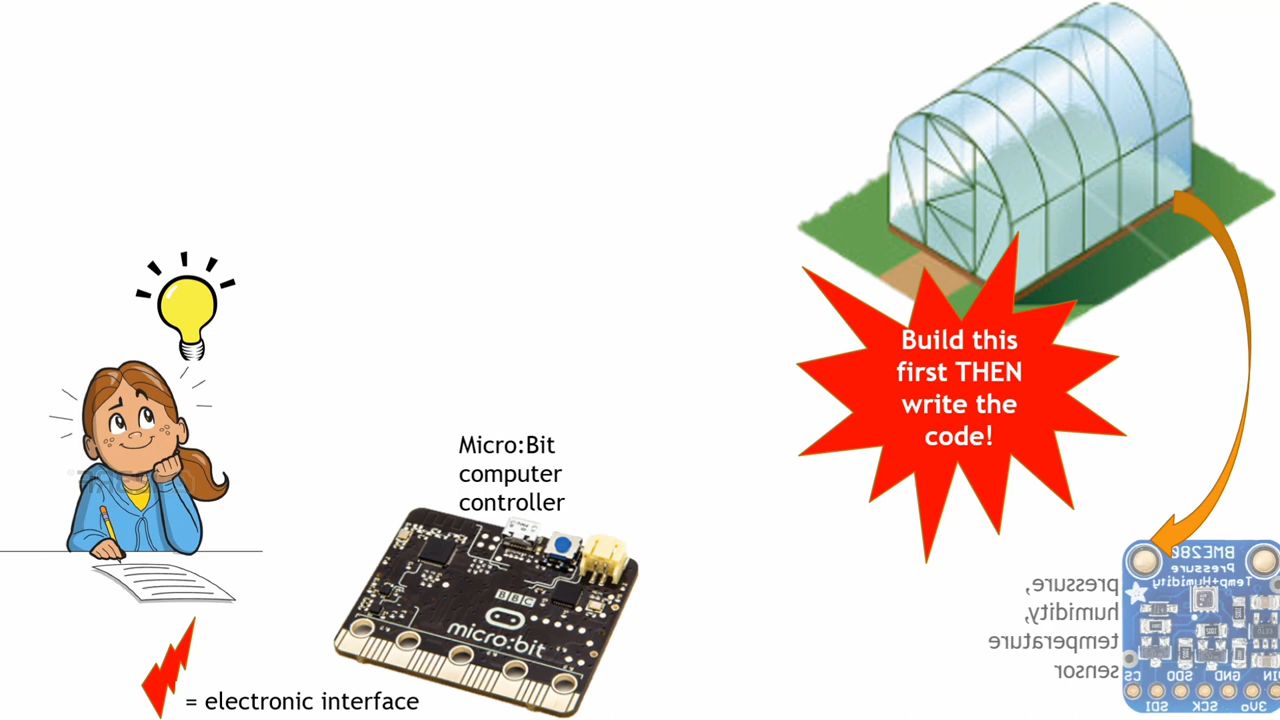 Build this
first THEN
write the
code!
Micro:Bit
computer
controller
BBC
micro:bit
BME280
Pressure
Temp+Humidity
pressure,
humidity,
temperature
sensor
CS
SDO
GND
SDI
SCK
3Vo
= electronic interface